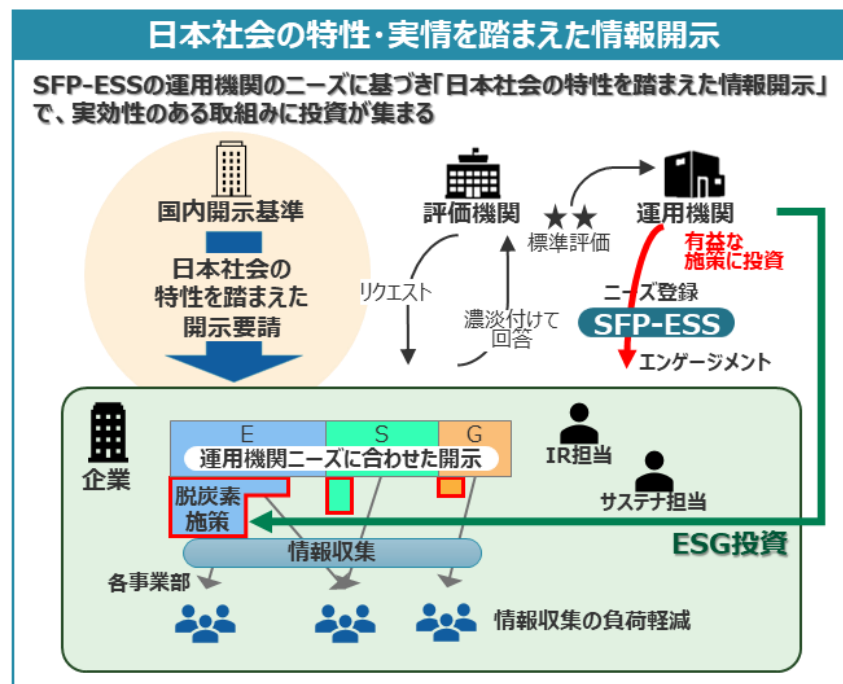 日本社会の特性・実情を踏まえた情報開示
SFP-ESSの運用機関のニーズに基づき「日本社会の特性を踏まえた情報開示」
で、実効性のある取組みに投資が集まる
国内開示基準
日本社会の
特性を踏まえた
開示要請
評価機関
★★
標準評価
運用機関
有益な
施策に投資
リクエスト
濃淡付けて
回答
ニーズ登録
SFP-ESS
エンゲージメント
企業
E
S
G
運用機関ニーズに合わせた開示
脱炭素
施策
IR担当
サステナ担当
ESG投資
情報収集
各事業部
情報収集の負荷軽減